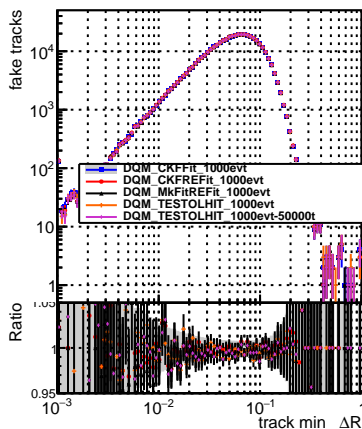 fake tracks
10⁴
10³
10²
DQM_CKFFit_1000evt
DQM_CKFREFit_1000evt
DQM_MkFitREFit_1000evt
DQM_TESTOLHIT_1000evt
DQM_TESTOLHIT_1000evt-50000t
10
1
Ratio
1.05
1
0.95
10⁻³ 10⁻² 10⁻¹ 1
track min ΔR